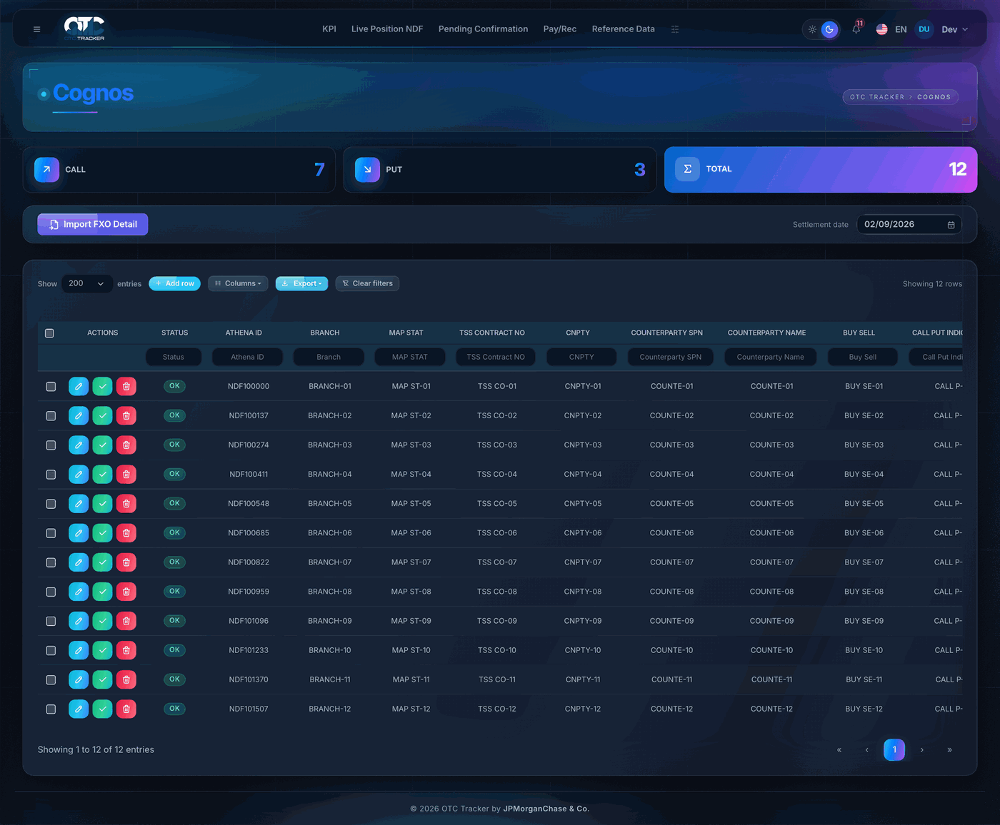 OTC
TRACKER
KPI Live Position NDF Pending Confirmation Pay/Rec Reference Data
11 EN DU Dev
Cognos
OTC TRACKER › COGNOS
CALL 7
PUT 3
Σ TOTAL 12
Import FXO Detail
Settlement date 02/09/2026
Show 200 entries + Add row Columns Export Clear filters Showing 12 rows
ACTIONS STATUS ATHENA ID BRANCH MAP STAT TSS CONTRACT NO CNPTY COUNTERPARTY SPN COUNTERPARTY NAME BUY SELL CALL PUT INDIC
Status Athena ID Branch MAP STAT TSS Contract NO CNPTY Counterparty SPN Counterparty Name Buy Sell Call Put Indi
OK NDF100000 BRANCH-01 MAP ST-01 TSS CO-01 CNPTY-01 COUNTE-01 COUNTE-01 BUY SE-01 CALL P-
OK NDF100137 BRANCH-02 MAP ST-02 TSS CO-02 CNPTY-02 COUNTE-02 COUNTE-02 BUY SE-02 CALL P-
OK NDF100274 BRANCH-03 MAP ST-03 TSS CO-03 CNPTY-03 COUNTE-03 COUNTE-03 BUY SE-03 CALL P-
OK NDF100411 BRANCH-04 MAP ST-04 TSS CO-04 CNPTY-04 COUNTE-04 COUNTE-04 BUY SE-04 CALL P-
OK NDF100548 BRANCH-05 MAP ST-05 TSS CO-05 CNPTY-05 COUNTE-05 COUNTE-05 BUY SE-05 CALL P-
OK NDF100685 BRANCH-06 MAP ST-06 TSS CO-06 CNPTY-06 COUNTE-06 COUNTE-06 BUY SE-06 CALL P-
OK NDF100822 BRANCH-07 MAP ST-07 TSS CO-07 CNPTY-07 COUNTE-07 COUNTE-07 BUY SE-07 CALL P-
OK NDF100959 BRANCH-08 MAP ST-08 TSS CO-08 CNPTY-08 COUNTE-08 COUNTE-08 BUY SE-08 CALL P-
OK NDF101096 BRANCH-09 MAP ST-09 TSS CO-09 CNPTY-09 COUNTE-09 COUNTE-09 BUY SE-09 CALL P-
OK NDF101233 BRANCH-10 MAP ST-10 TSS CO-10 CNPTY-10 COUNTE-10 COUNTE-10 BUY SE-10 CALL P-
OK NDF101370 BRANCH-11 MAP ST-11 TSS CO-11 CNPTY-11 COUNTE-11 COUNTE-11 BUY SE-11 CALL P-
OK NDF101507 BRANCH-12 MAP ST-12 TSS CO-12 CNPTY-12 COUNTE-12 COUNTE-12 BUY SE-12 CALL P-
Showing 1 to 12 of 12 entries « ‹ 1 › »
© 2026 OTC Tracker by JPMorganChase & Co.